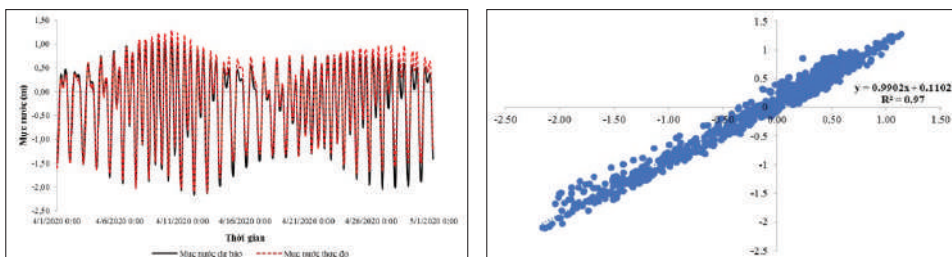 1,50
1,00
0,50
0,00
-0,50
-1,00
-1,50
-2,00
-2,50
Mực nước (m)
4/1/2020 0:00 4/6/2020 0:00 4/11/2020 0:00 4/16/2020 0:00 4/21/2020 0:00 4/26/2020 0:00 5/1/2020 0:00
Thời gian
Mực nước dự báo Mực nước thực đo
1.5
1
0.5
0
-0.5
-1
-1.5
-2
-2.5
-2.50 -2.00 -1.50 -1.00 -0.50 0.00 0.50 1.00 1.50
y = 0.9902x + 0.1102
R² = 0,97